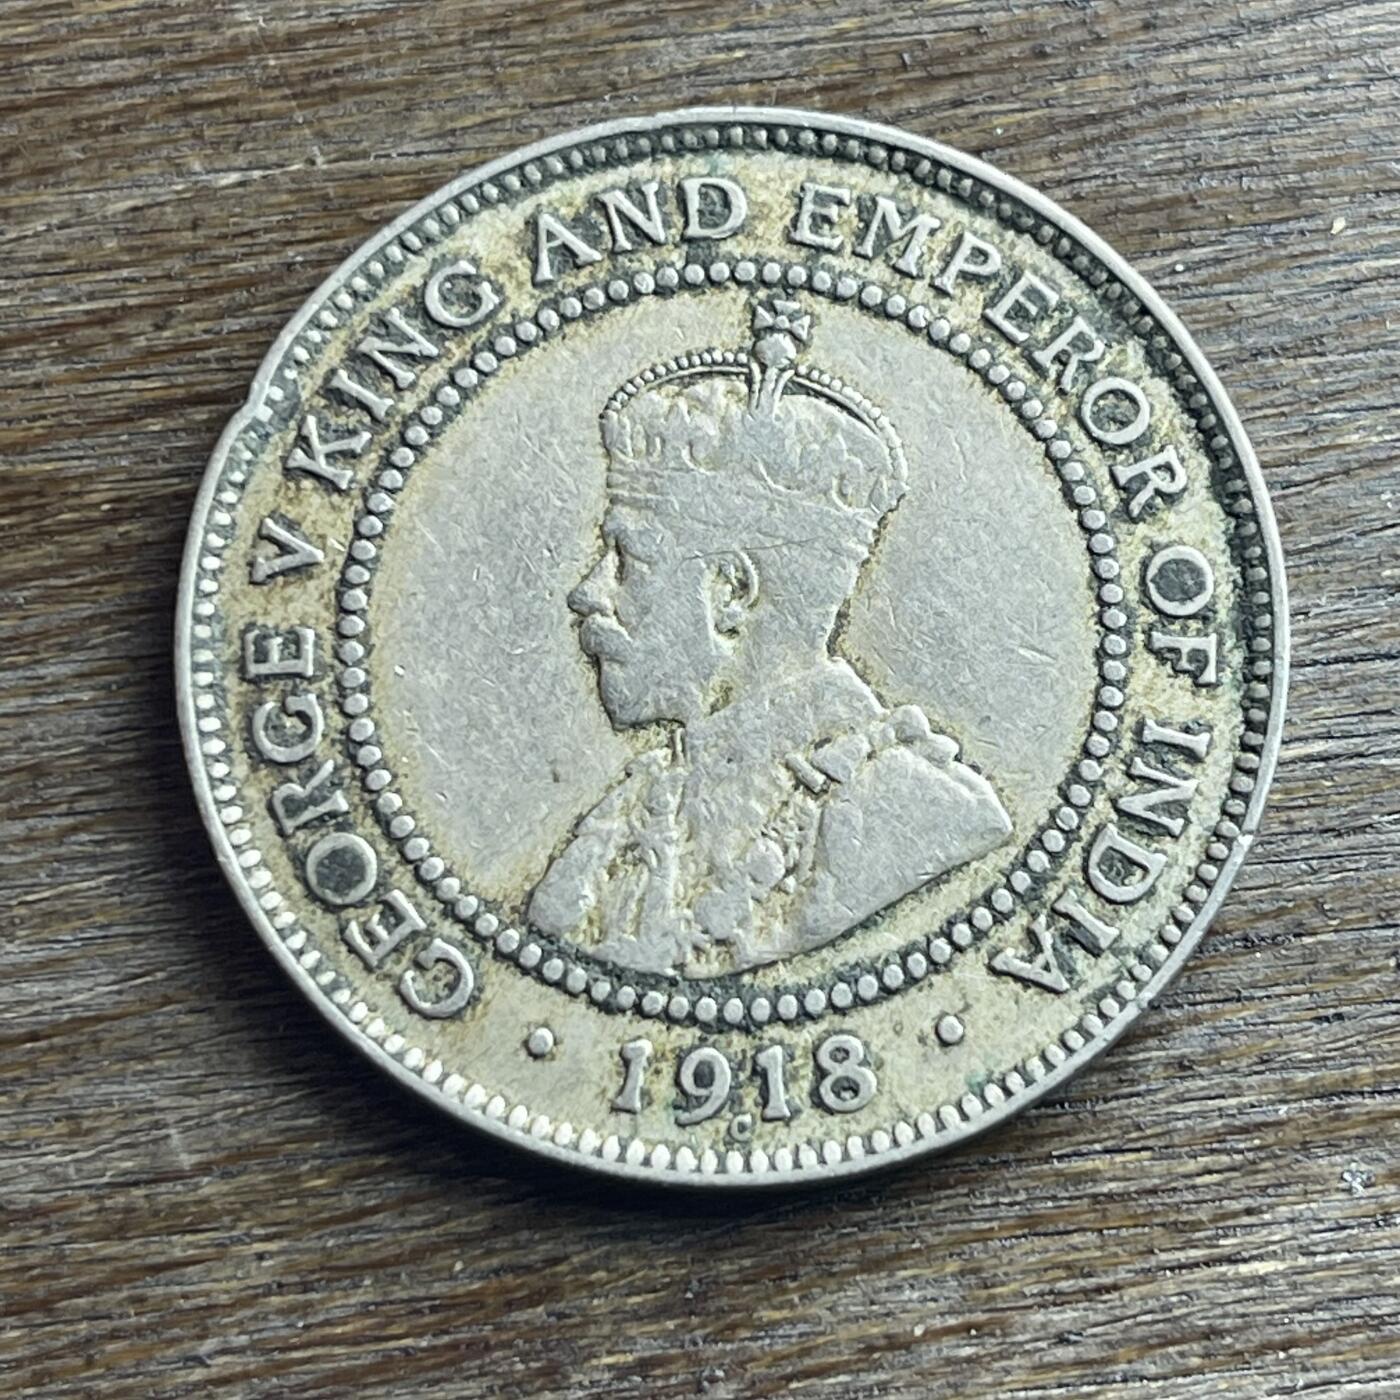 GEORGE V KING AND EMPEROR OF INDIA
· 1918 ·
C